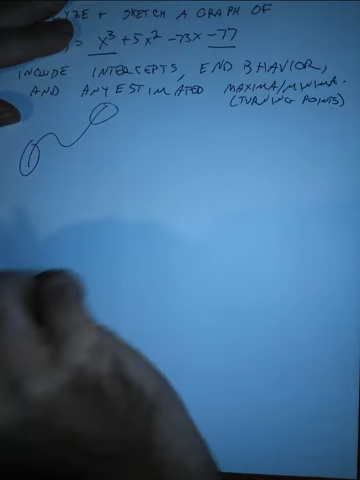 SKETCH A GRAPH OF
x³ + 5x² - 73x - 77
INCLUDE INTERCEPTS, END BEHAVIOR,
AND ANY ESTIMATED MAXIMA/MINIMA.
(TURNING POINTS)